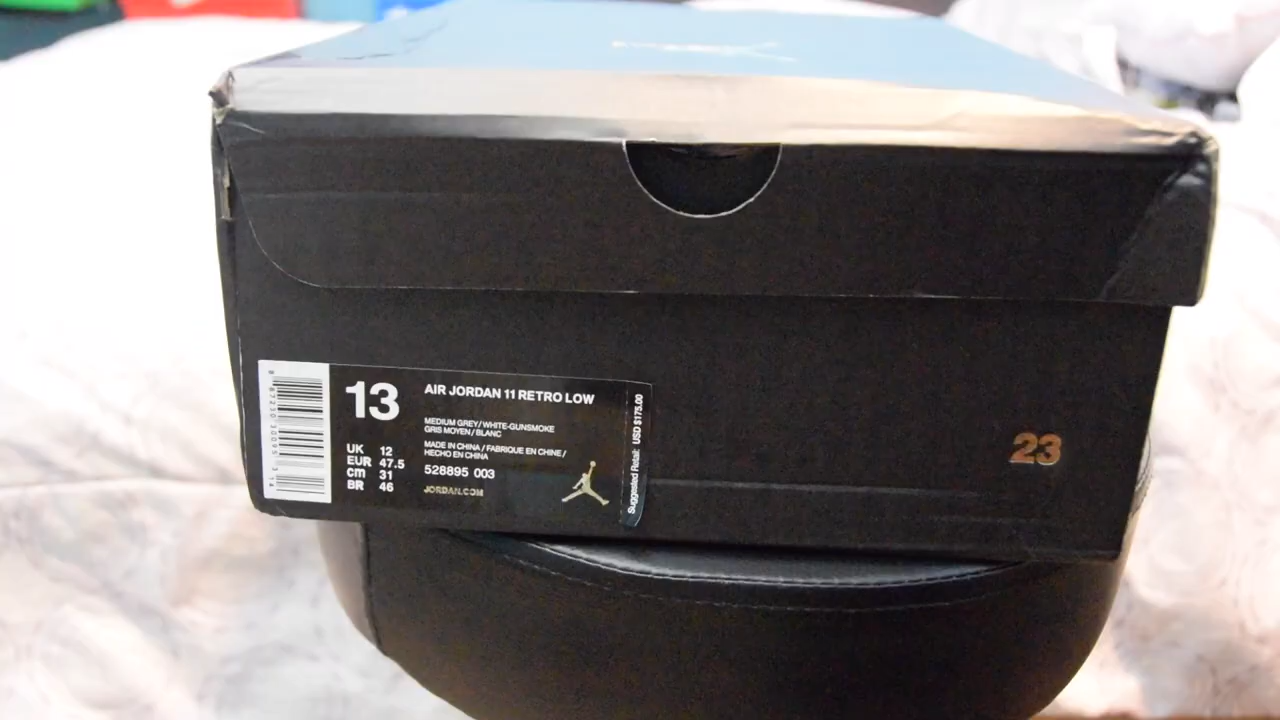 13
AIR JORDAN 11 RETRO LOW
MEDIUM GREY/WHITE-GUNSMOKE
GRIS MOYEN/BLANC
MADE IN CHINA / FABRIQUE EN CHINE /
HECHO EN CHINA
528895 003
JORDAN.COM
UK 12
EUR 47.5
cm 31
BR 46
Suggested Retail: USD $175.00
23